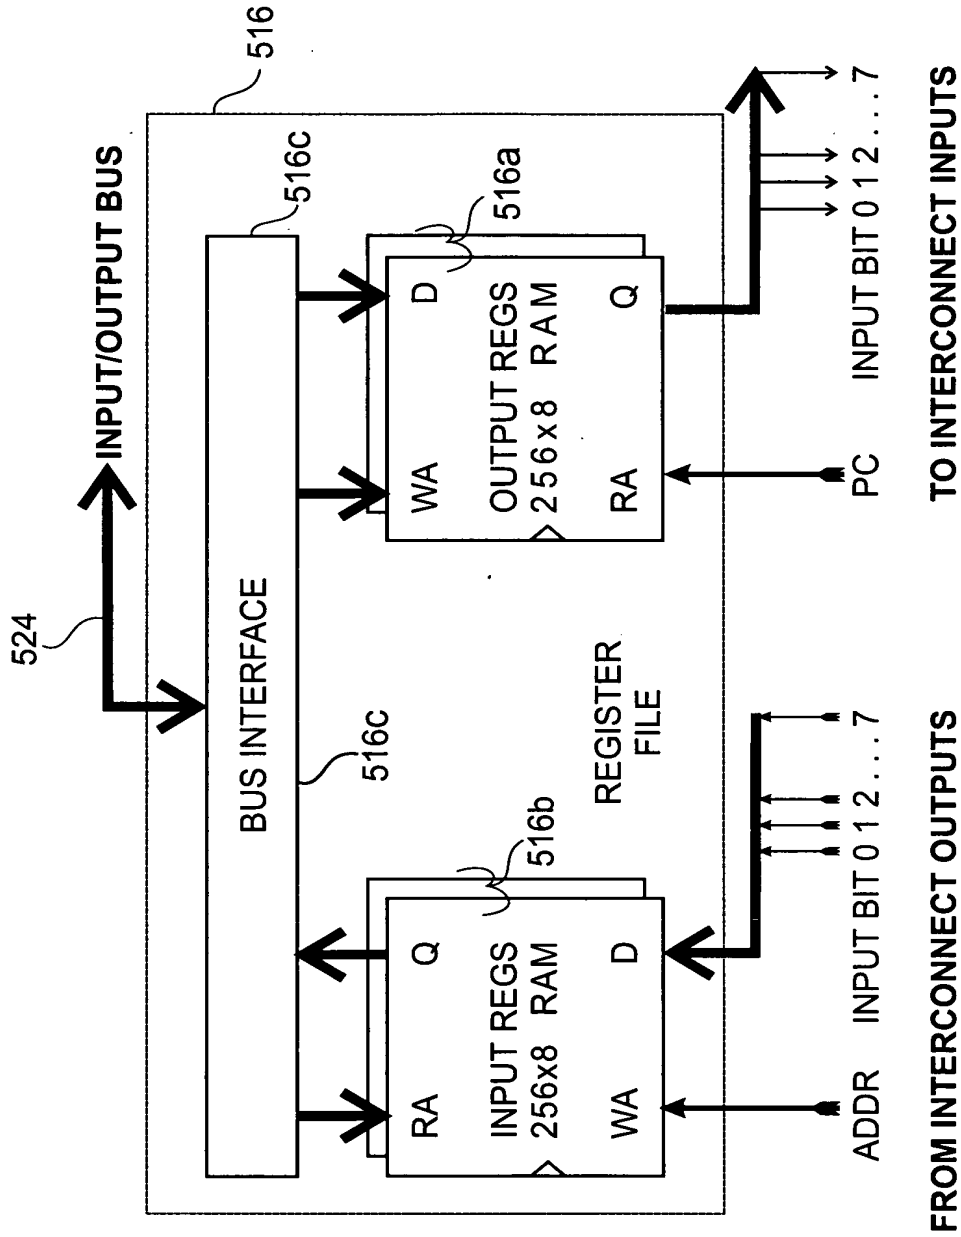 524
INPUT/OUTPUT BUS
516
516c
BUS INTERFACE
516c
RA
Q
INPUT REGS
256x8 RAM
WA
D
516b
WA
D
OUTPUT REGS
256x8 RAM
RA
Q
516a
REGISTER
FILE
ADDR
INPUT BIT 0 1 2 . . . . 7
PC
INPUT BIT 0 1 2 . . . . 7
FROM INTERCONNECT OUTPUTS
TO INTERCONNECT INPUTS